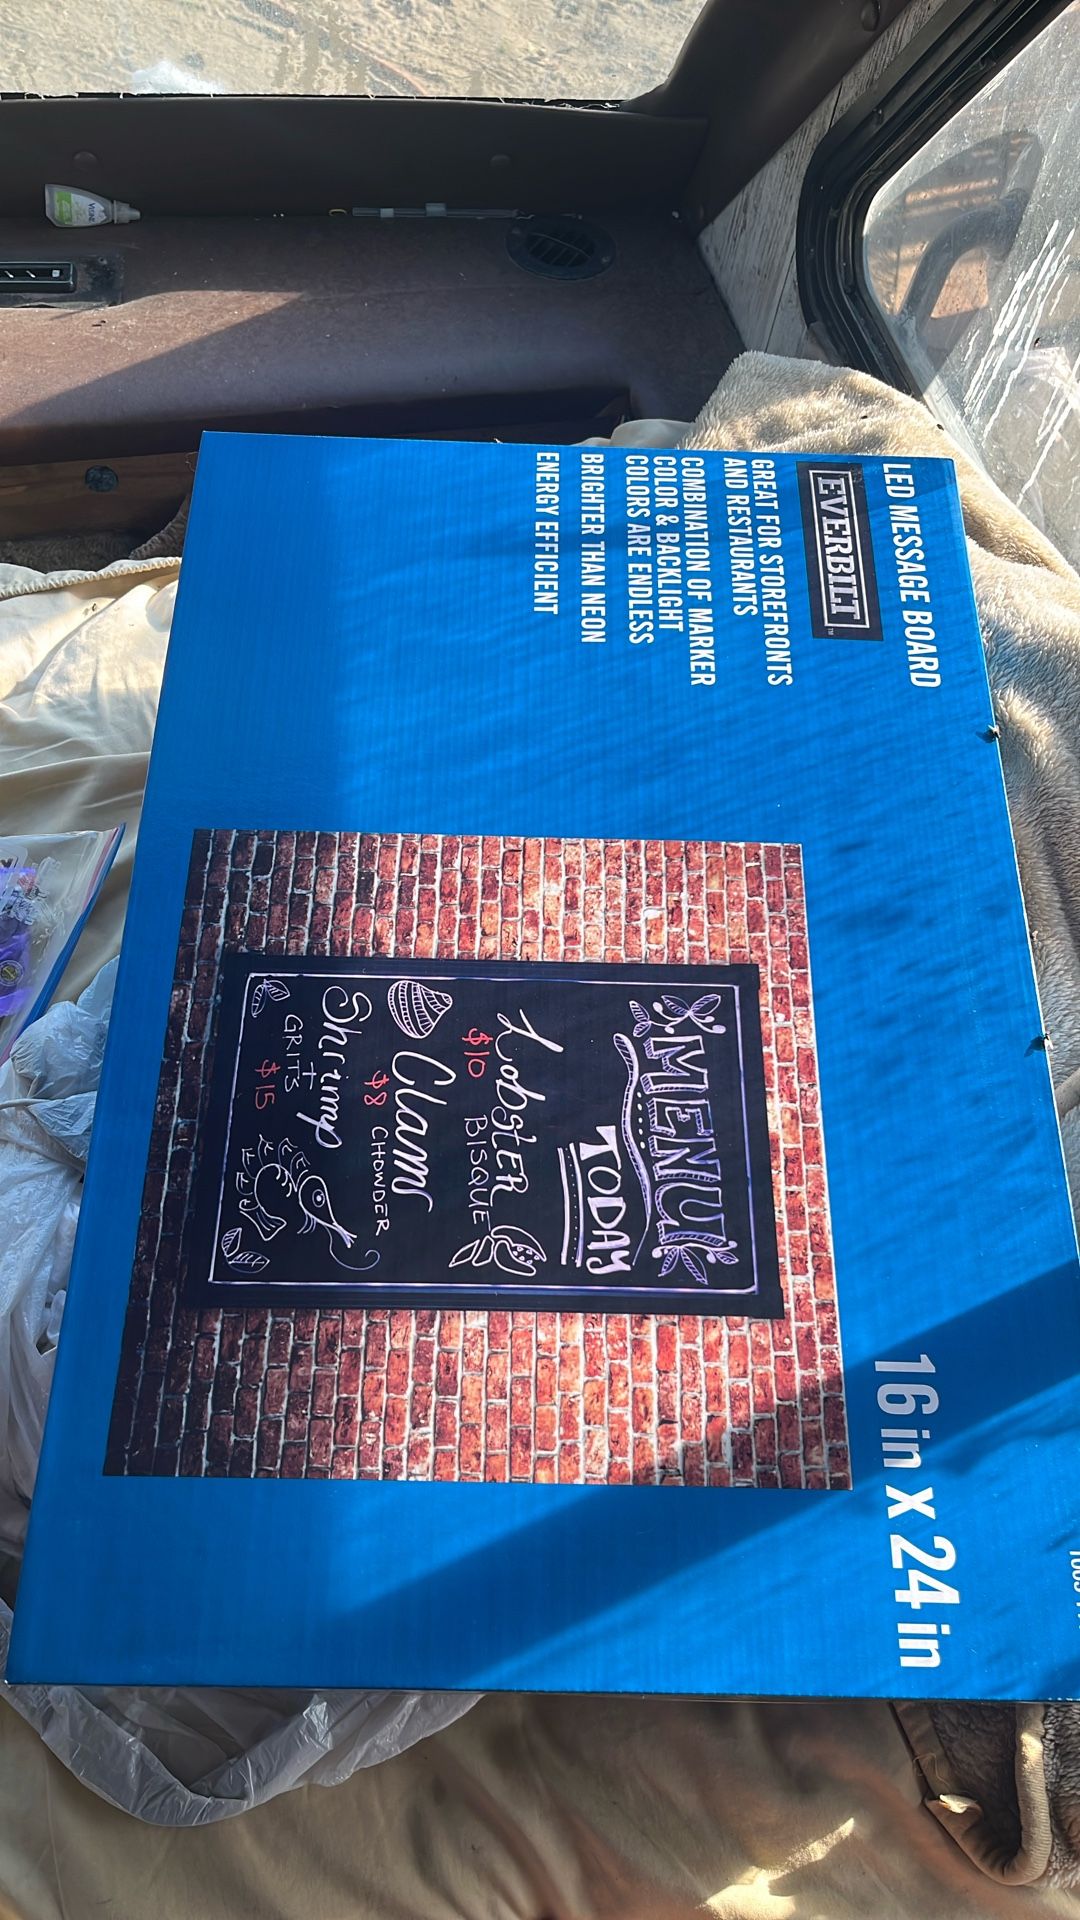 LED MESSAGE BOARD
EVERBILT™
GREAT FOR STOREFRONTS
AND RESTAURANTS
COMBINATION OF MARKER
COLOR & BACKLIGHT
COLORS ARE ENDLESS
BRIGHTER THAN NEON
ENERGY EFFICIENT
16 in x 24 in
MENU
TODAY
LobsTER
$10 BISQUE
Clams
$8 CHOWDER
Shrimp
+
GRITS
$15